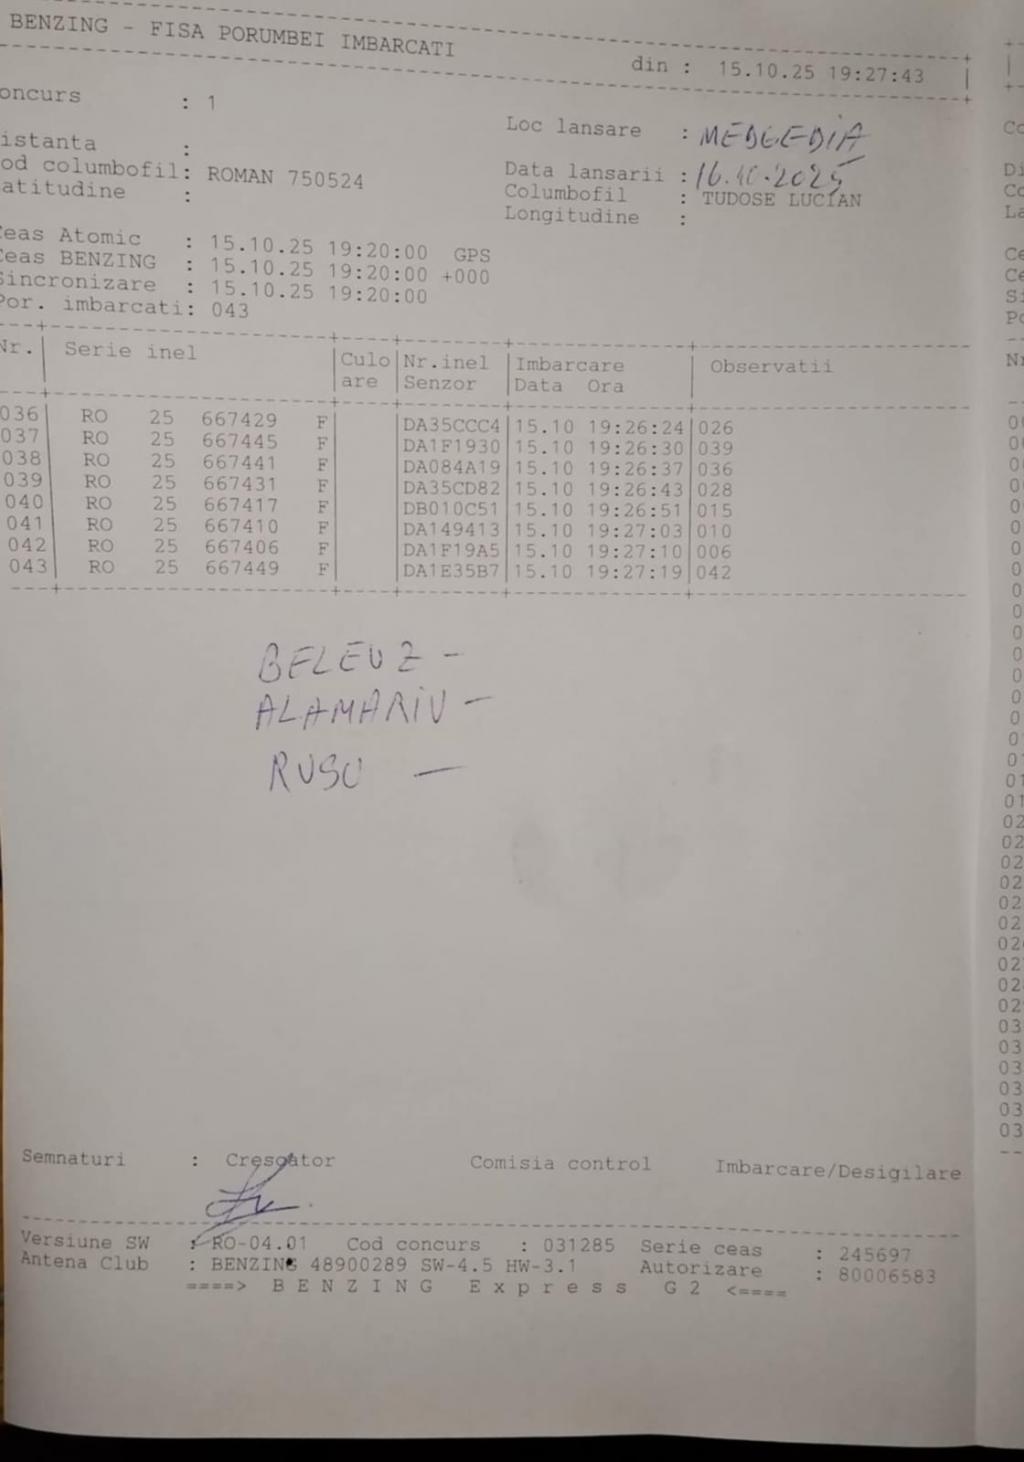 BENZING - FISA PORUMBEI IMBARCATI
din : 15.10.25 19:27:43
oncurs : 1
Loc lansare : MEDGEDIA
istanta :
od columbofil: ROMAN 750524
Data lansarii : 16.10.2025
atitudine :
Columbofil : TUDOSE LUCIAN
Longitudine :
Ceas Atomic : 15.10.25 19:20:00 GPS
Ceas BENZING : 15.10.25 19:20:00 +000
Sincronizare : 15.10.25 19:20:00
Por. imbarcati: 043
Nr. Serie inel Culo Nr.inel Imbarcare Observatii
are Senzor Data Ora
036 RO 25 667429 F DA35CCC4 15.10 19:26:24 026
037 RO 25 667445 F DA1F1930 15.10 19:26:30 039
038 RO 25 667441 F DA084A19 15.10 19:26:37 036
039 RO 25 667431 F DA35CD82 15.10 19:26:43 028
040 RO 25 667417 F DB010C51 15.10 19:26:51 015
041 RO 25 667410 F DA149413 15.10 19:27:03 010
042 RO 25 667406 F DA1F19A5 15.10 19:27:10 006
043 RO 25 667449 F DA1E35B7 15.10 19:27:19 042
BELEUZ -
ALAMARIU -
RUSU -
Semnaturi : Crescator Comisia control Imbarcare/Desigilare
Versiune SW : RO-04.01 Cod concurs : 031285 Serie ceas : 245697
Antena Club : BENZING 48900289 SW-4.5 HW-3.1 Autorizare : 80006583
====> B E N Z I N G E x p r e s s G 2 <====